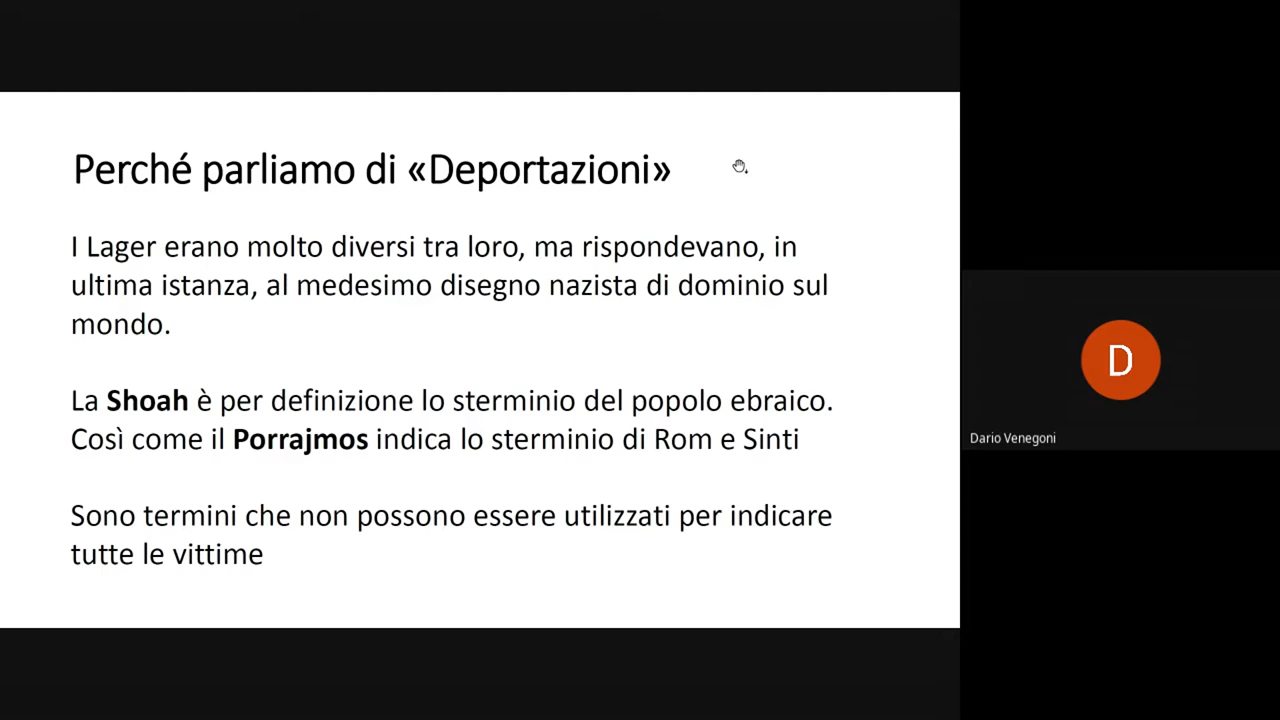 Perché parliamo di «Deportazioni»
I Lager erano molto diversi tra loro, ma rispondevano, in
ultima istanza, al medesimo disegno nazista di dominio sul
mondo.
La Shoah è per definizione lo sterminio del popolo ebraico.
Così come il Porrajmos indica lo sterminio di Rom e Sinti
Sono termini che non possono essere utilizzati per indicare
tutte le vittime
D
Dario Venegoni